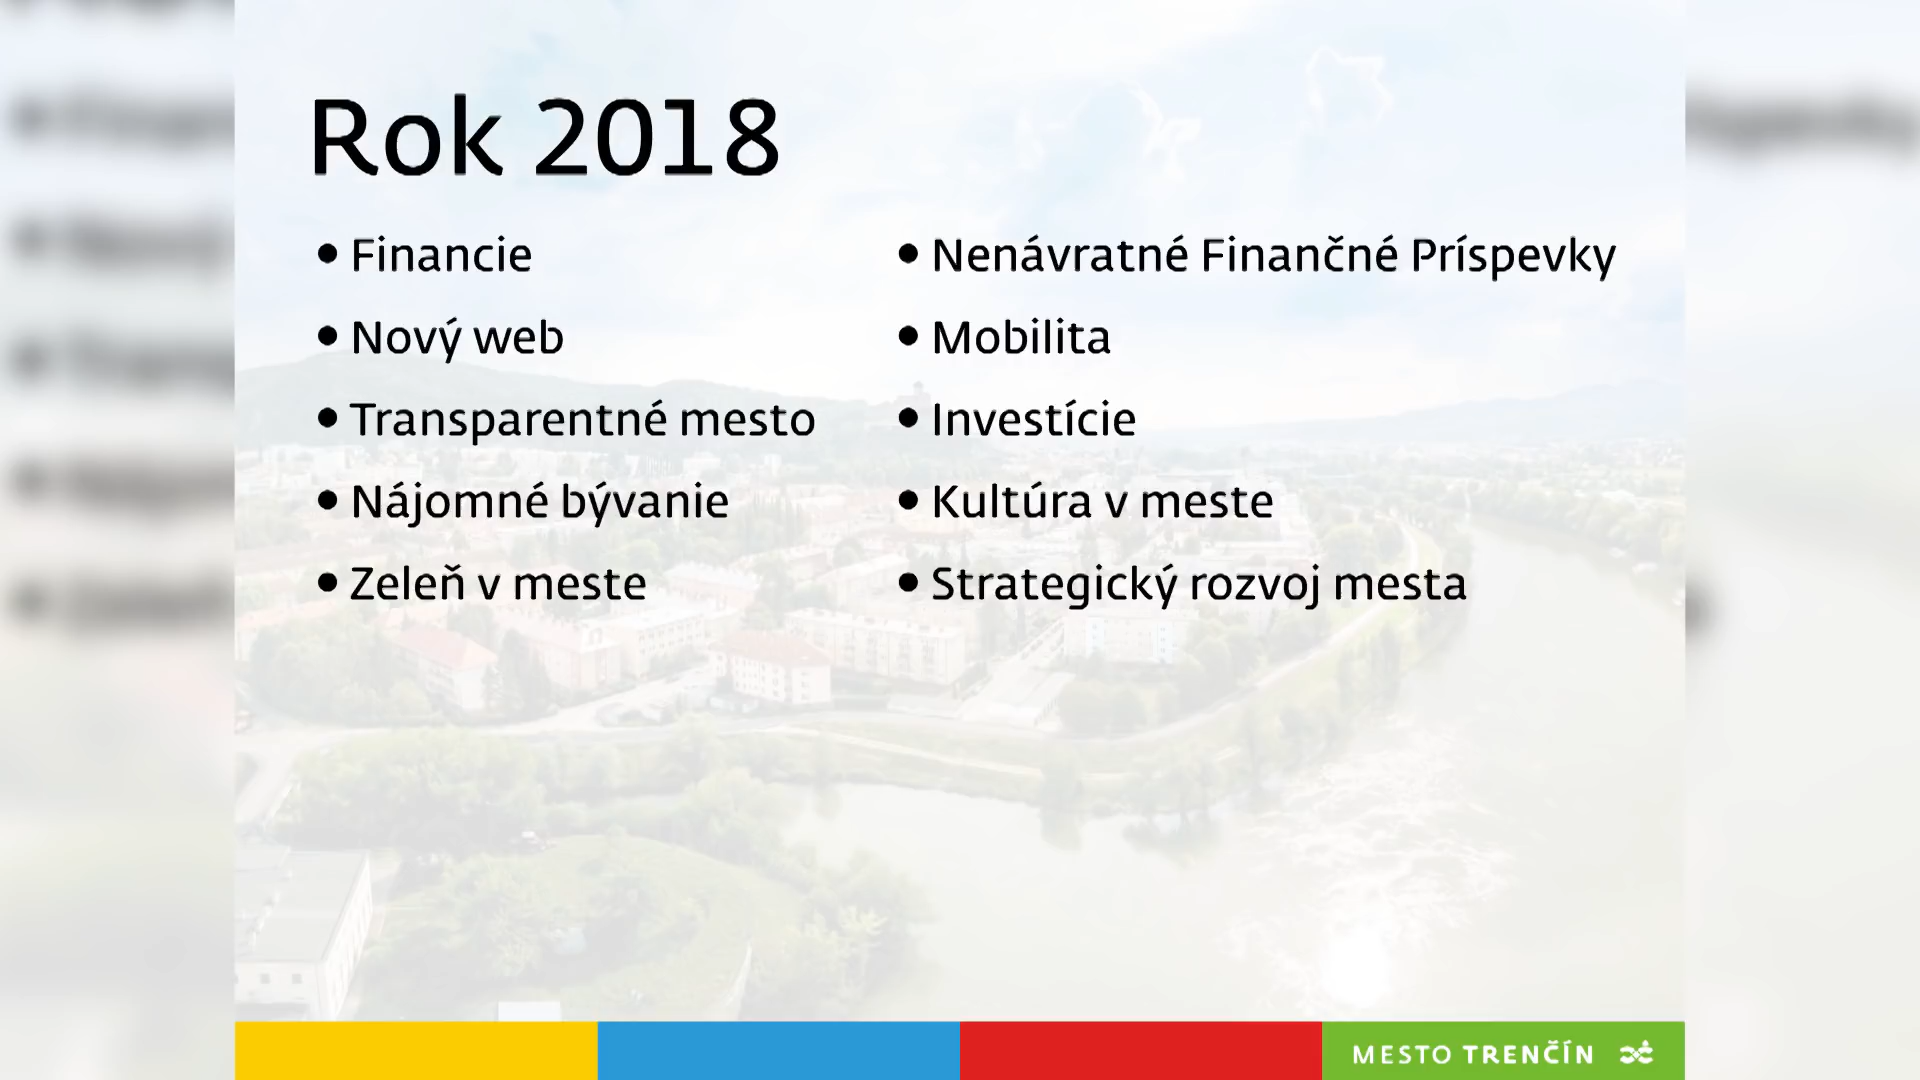 Rok 2018
• Financie
• Nový web
• Transparentné mesto
• Nájomné bývanie
• Zeleň v meste
• Nenávratné Finančné Príspevky
• Mobilita
• Investície
• Kultúra v meste
• Strategický rozvoj mesta
MESTO TRENČÍN